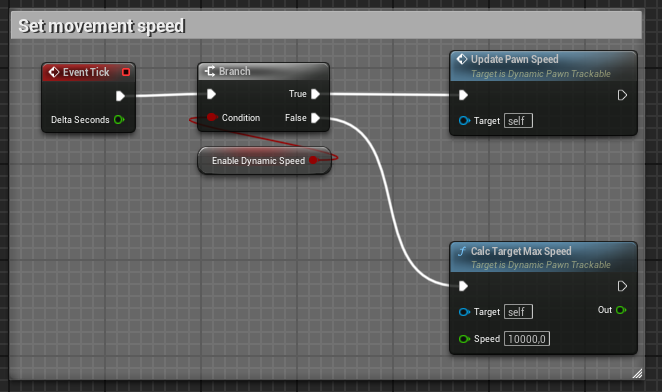 Set movement speed
Event Tick
Delta Seconds
Branch
True
Condition
False
Enable Dynamic Speed
Update Pawn Speed
Target is Dynamic Pawn Trackable
Target self
f Calc Target Max Speed
Target is Dynamic Pawn Trackable
Target self
Out
Speed 10000,0